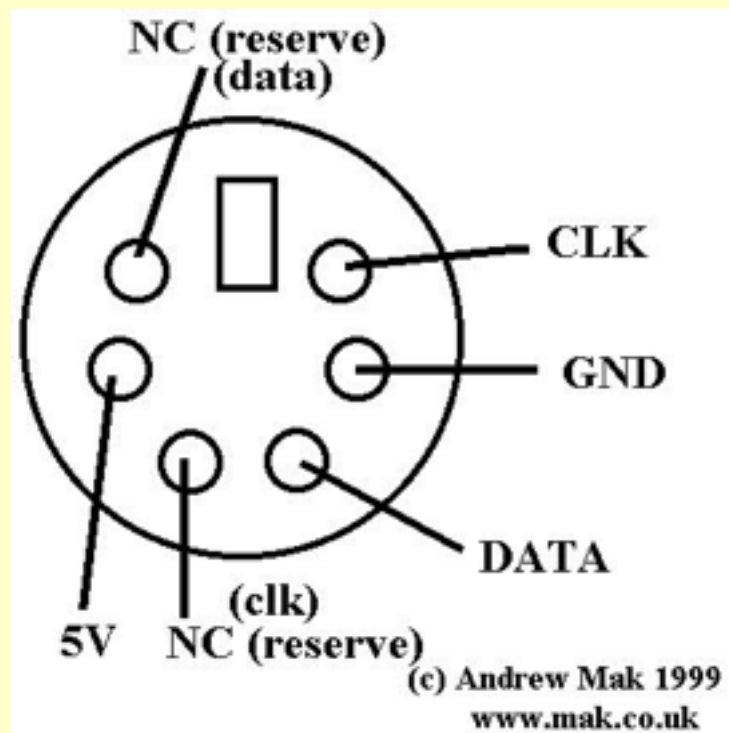 NC (reserve)
(data)
CLK
GND
DATA
(clk)
5V NC (reserve)
(c) Andrew Mak 1999
www.mak.co.uk